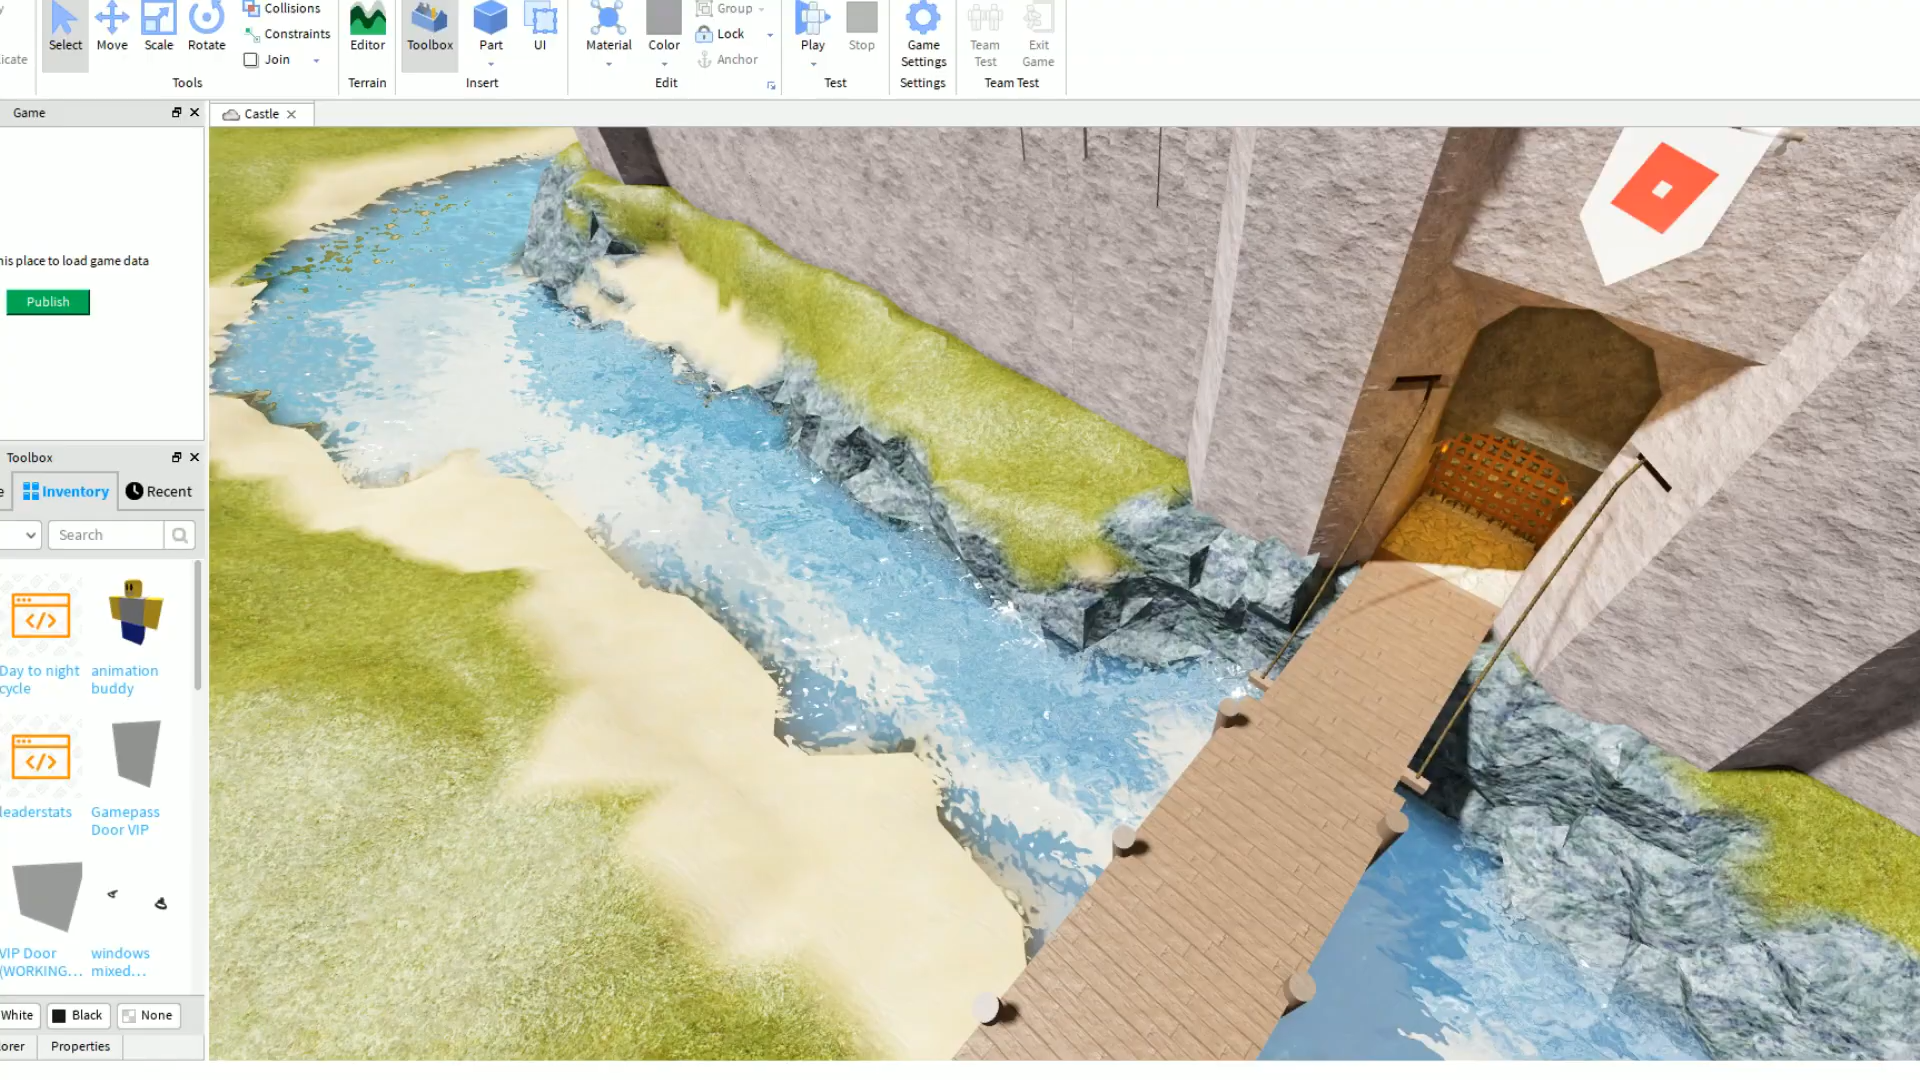 Collisions
Group
icate
Select
Move
Scale
Rotate
Constraints
Join
Editor
Toolbox
Part
UI
Material
Color
Lock
Anchor
Play
Stop
Game
Settings
Team
Test
Exit
Game
Tools
Terrain
Insert
Edit
Test
Settings
Team Test
Game
Castle
his place to load game data
Publish
Toolbox
Inventory
Recent
Search
Day to night
cycle
animation
buddy
leaderstats
Gamepass
Door VIP
VIP Door
(WORKING...
windows
mixed...
White
Black
None
orer
Properties